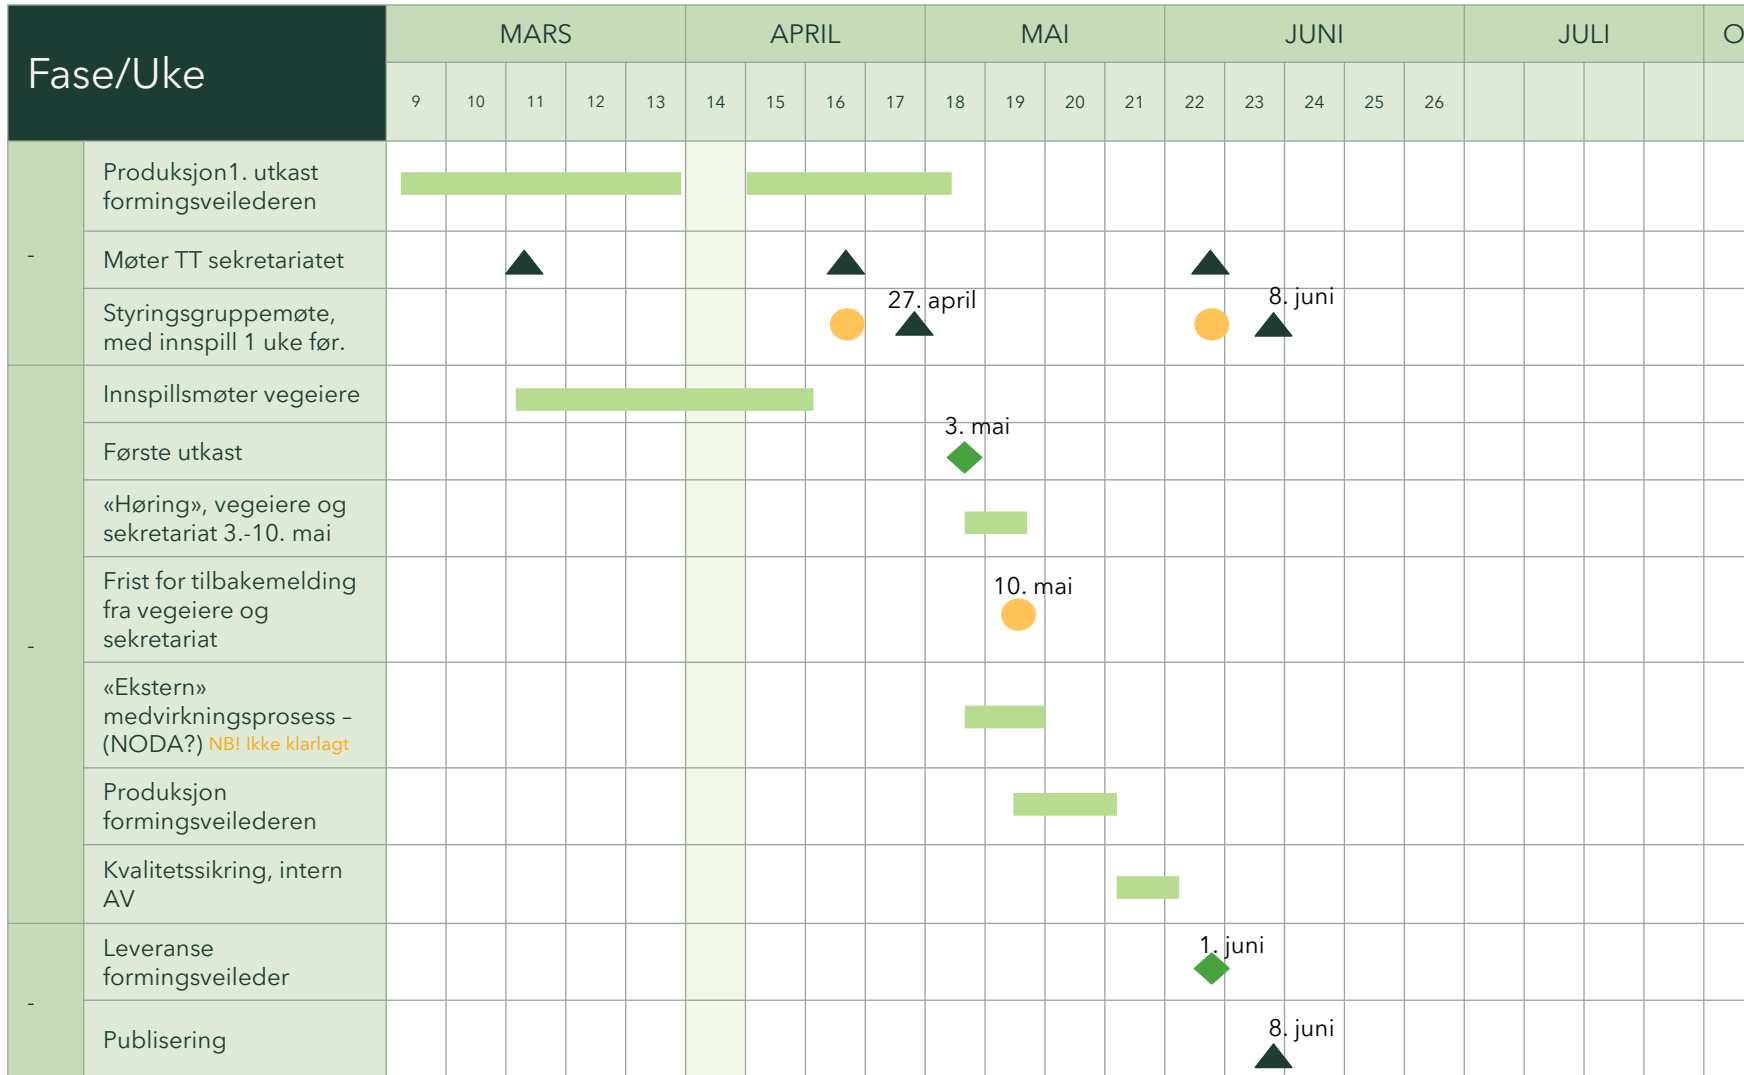 Fase/Uke
MARS
APRIL
MAI
JUNI
JULI
O
9
10
11
12
13
14
15
16
17
18
19
20
21
22
23
24
25
26
-
Produksjon1. utkast
formingsveilederen
Møter TT sekretariatet
Styringsgruppemøte,
med innspill 1 uke før.
27. april
8. juni
-
Innspillsmøter vegeiere
Første utkast
3. mai
«Høring», vegeiere og
sekretariat 3.-10. mai
Frist for tilbakemelding
fra vegeiere og
sekretariat
10. mai
«Ekstern»
medvirkningsprosess –
(NODA?) NB! Ikke klarlagt
Produksjon
formingsveilederen
Kvalitetssikring, intern
AV
-
Leveranse
formingsveileder
1. juni
Publisering
8. juni